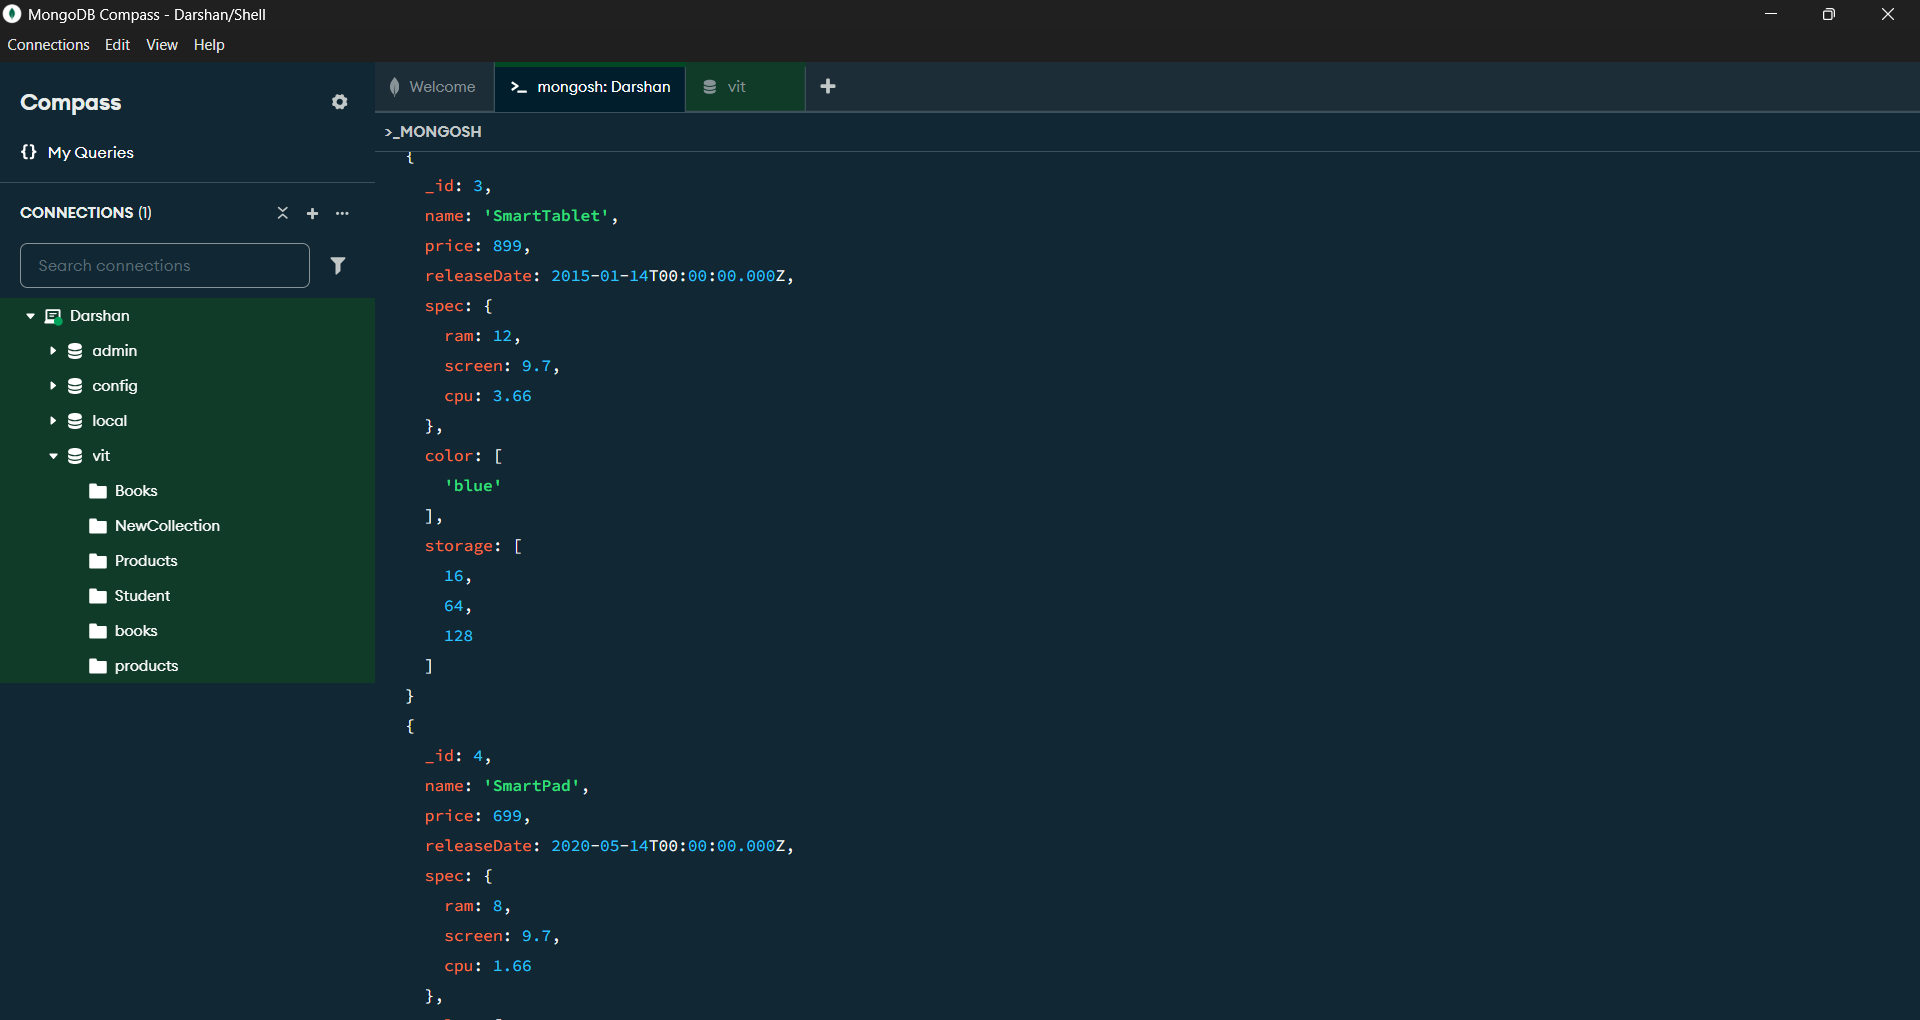 MongoDB Compass - Darshan/Shell
Connections Edit View Help
Compass
{} My Queries
CONNECTIONS (1)
Search connections
Darshan
admin
config
local
vit
Books
NewCollection
Products
Student
books
products
Welcome
>_ mongosh: Darshan
vit
+
>_MONGOSH
{
_id: 3,
name: 'SmartTablet',
price: 899,
releaseDate: 2015-01-14T00:00:00.000Z,
spec: {
ram: 12,
screen: 9.7,
cpu: 3.66
},
color: [
'blue'
],
storage: [
16,
64,
128
]
}
{
_id: 4,
name: 'SmartPad',
price: 699,
releaseDate: 2020-05-14T00:00:00.000Z,
spec: {
ram: 8,
screen: 9.7,
cpu: 1.66
},